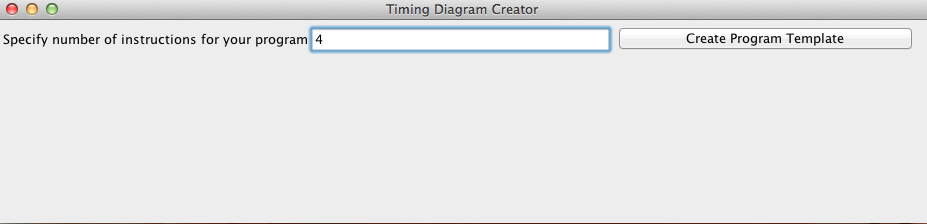 Timing Diagram Creator
Specify number of instructions for your program 4 Create Program Template